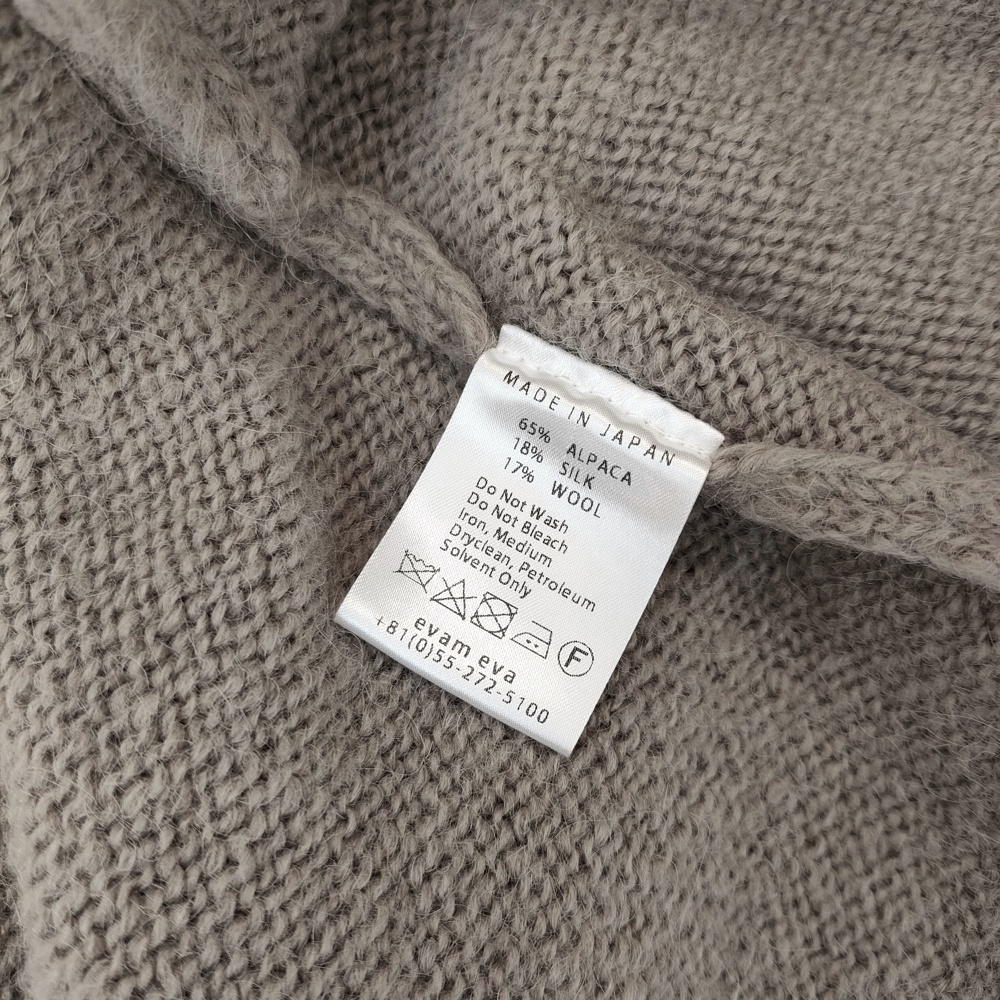 MADE IN JAPAN
65% ALPACA
18% SILK
17% WOOL
Do Not Wash
Do Not Bleach
Iron, Medium
Dryclean, Petroleum
Solvent Only
F
evam eva
+81(0)55-272-5100